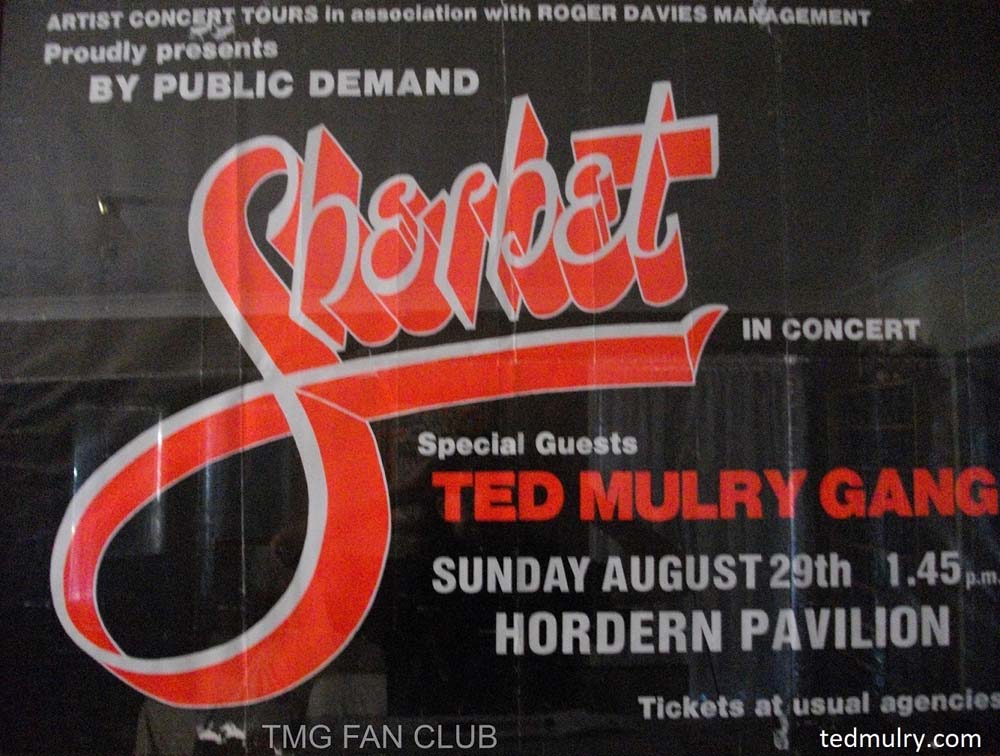 ARTIST CONCERT TOURS in association with ROGER DAVIES MANAGEMENT
Proudly presents
BY PUBLIC DEMAND
Sherbet
IN CONCERT
Special Guests
TED MULRY GANG
SUNDAY AUGUST 29th 1.45 p.m.
HORDERN PAVILION
Tickets at usual agencies
TMG FAN CLUB
tedmulry.com